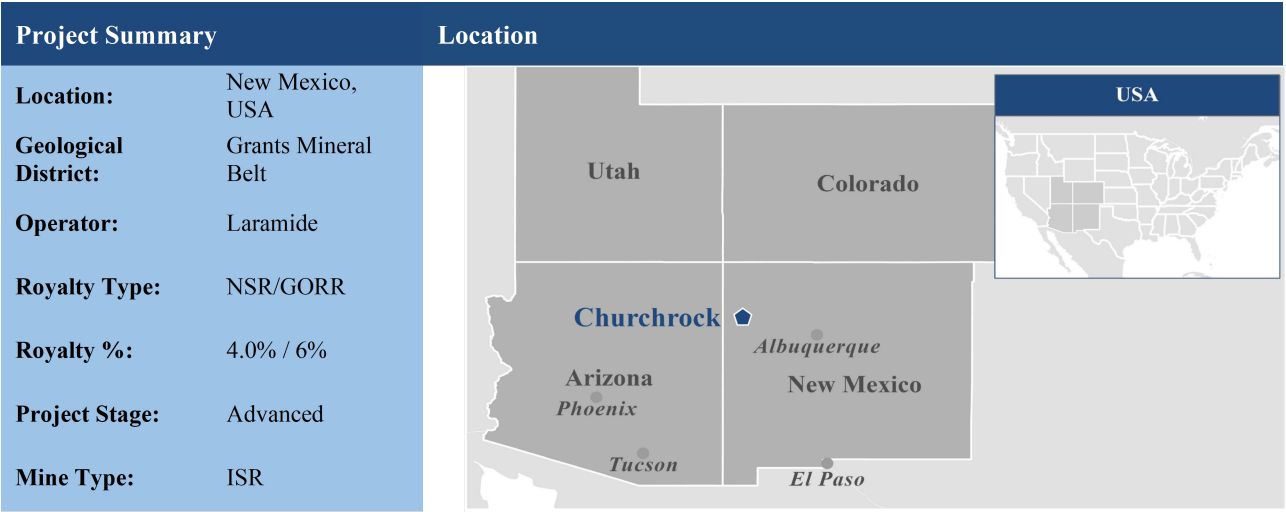 Project Summary
Location
Location:
New Mexico,
USA
Geological
District:
Grants Mineral
Belt
Operator:
Laramide
Royalty Type:
NSR/GORR
Royalty %:
4.0% / 6%
Project Stage:
Advanced
Mine Type:
ISR
USA
Utah
Colorado
Churchrock
Albuquerque
Arizona
New Mexico
Phoenix
Tucson
El Paso